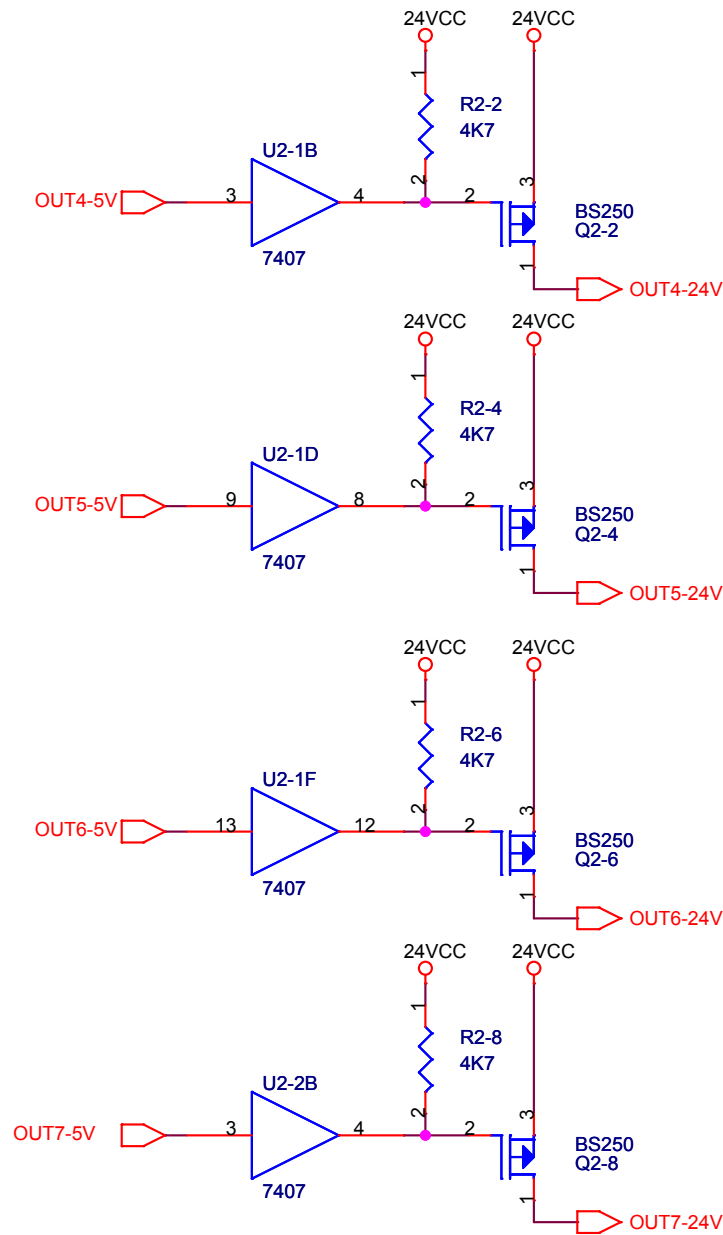 24VCC 24VCC
1
R2-2
4K7
U2-1B
2 3
OUT4-5V 3 4 2
BS250
Q2-2
7407
1
OUT4-24V
24VCC 24VCC
1
R2-4
4K7
U2-1D
2 3
OUT5-5V 9 8 2
BS250
Q2-4
7407
1
OUT5-24V
24VCC 24VCC
1
R2-6
4K7
U2-1F
2 3
OUT6-5V 13 12 2
BS250
Q2-6
7407
1
OUT6-24V
24VCC 24VCC
1
R2-8
4K7
U2-2B
2 3
OUT7-5V 3 4 2
BS250
Q2-8
7407
1
OUT7-24V